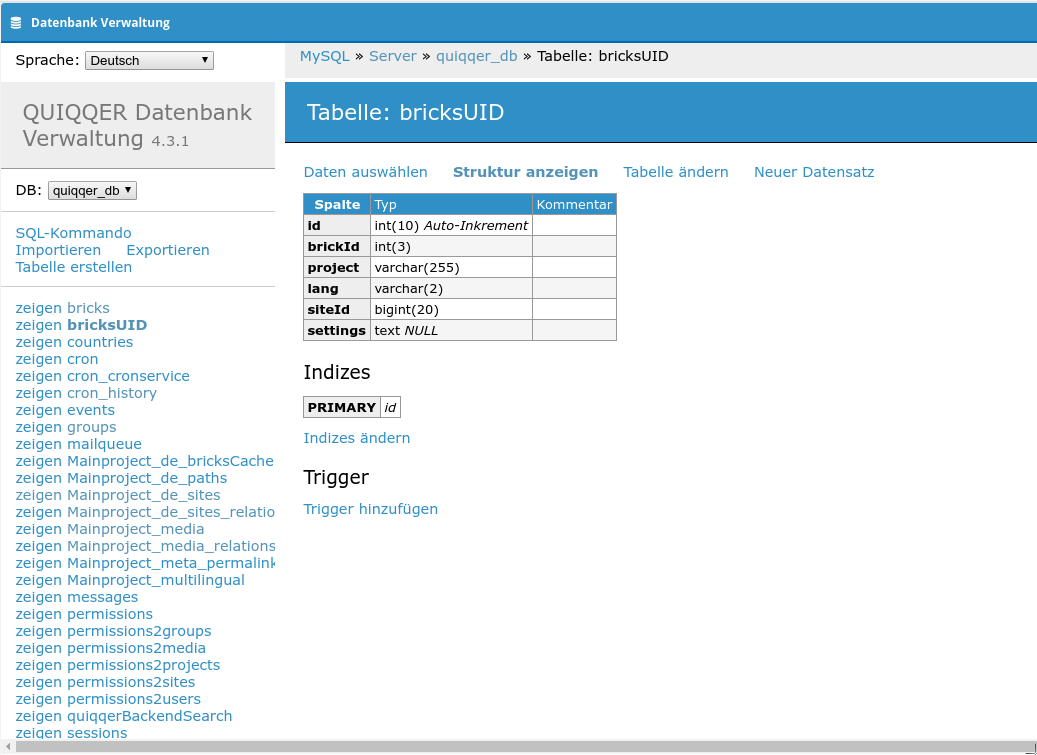 Datenbank Verwaltung
Sprache: Deutsch
QUIQQER Datenbank
Verwaltung 4.3.1
DB: quiqqer_db
SQL-Kommando
Importieren Exportieren
Tabelle erstellen
zeigen bricks
zeigen bricksUID
zeigen countries
zeigen cron
zeigen cron_cronservice
zeigen cron_history
zeigen events
zeigen groups
zeigen mailqueue
zeigen Mainproject_de_bricksCache
zeigen Mainproject_de_paths
zeigen Mainproject_de_sites
zeigen Mainproject_de_sites_relatio
zeigen Mainproject_media
zeigen Mainproject_media_relations
zeigen Mainproject_meta_permalink
zeigen Mainproject_multilingual
zeigen messages
zeigen permissions
zeigen permissions2groups
zeigen permissions2media
zeigen permissions2projects
zeigen permissions2sites
zeigen permissions2users
zeigen quiqqerBackendSearch
zeigen sessions
MySQL » Server » quiqqer_db » Tabelle: bricksUID
Tabelle: bricksUID
Daten auswählen Struktur anzeigen Tabelle ändern Neuer Datensatz
Spalte Typ Kommentar
id int(10) Auto-Inkrement
brickId int(3)
project varchar(255)
lang varchar(2)
siteId bigint(20)
settings text NULL
Indizes
PRIMARY id
Indizes ändern
Trigger
Trigger hinzufügen